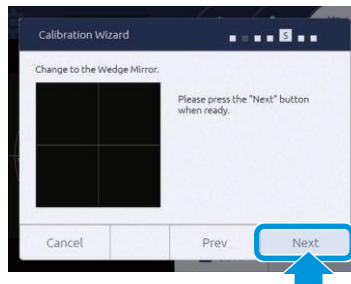 Calibration Wizard
5
Change to the Wedge Mirror.
Please press the "Next" button
when ready.
Cancel
Prev
Next